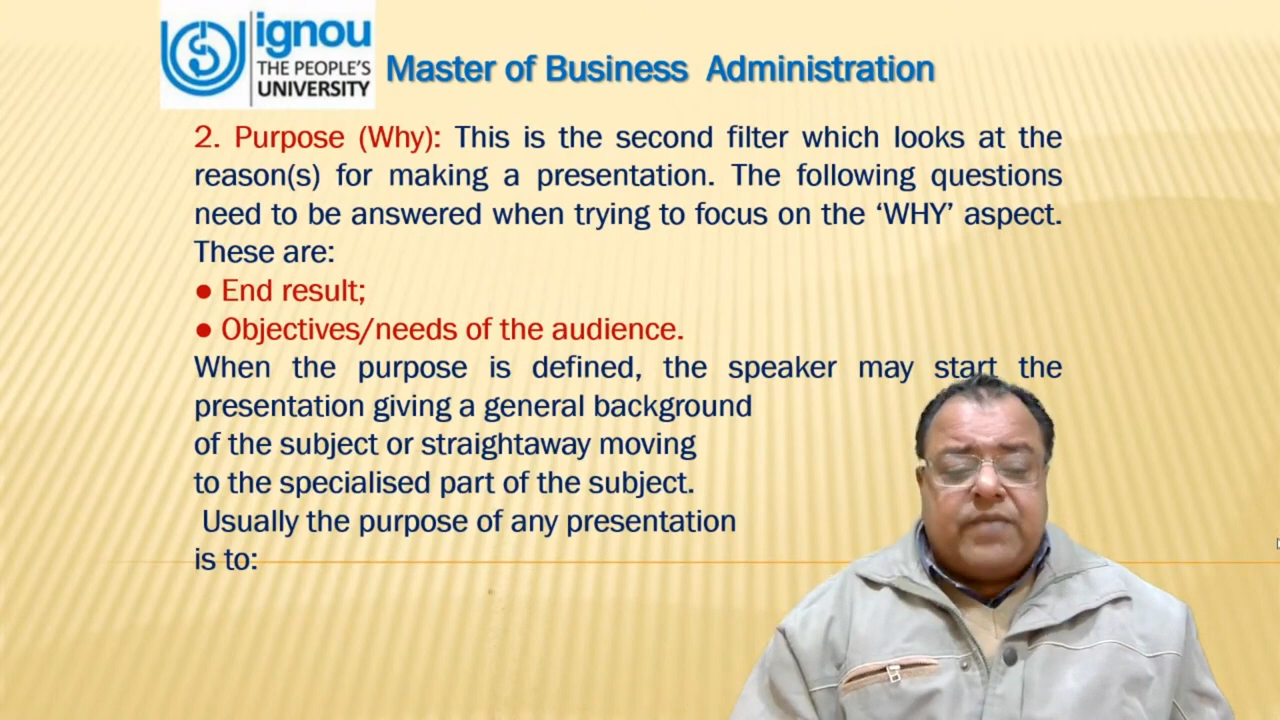 ignou
THE PEOPLE'S
UNIVERSITY
Master of Business Administration
2. Purpose (Why): This is the second filter which looks at the
reason(s) for making a presentation. The following questions
need to be answered when trying to focus on the ‘WHY’ aspect.
These are:
● End result;
● Objectives/needs of the audience.
When the purpose is defined, the speaker may start the
presentation giving a general background
of the subject or straightaway moving
to the specialised part of the subject.
Usually the purpose of any presentation
is to: